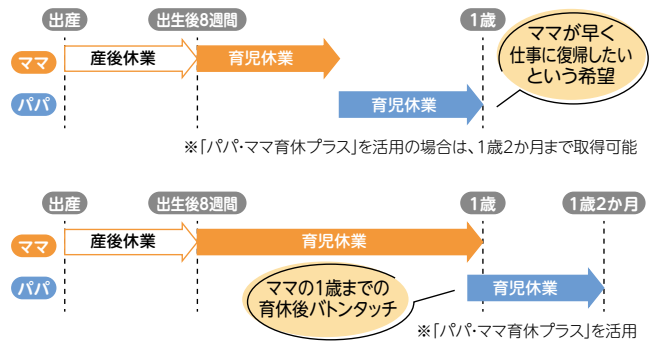 出産 出生後8週間 1歳
ママが早く
仕事に復帰したい
という希望
ママ 産後休業 育児休業
パパ 育児休業
※「パパ・ママ育休プラス」を活用の場合は、1歳2か月まで取得可能
出産 出生後8週間 1歳 1歳2か月
ママ 産後休業 育児休業
パパ 育児休業
ママの1歳までの
育休後バトンタッチ
※「パパ・ママ育休プラス」を活用